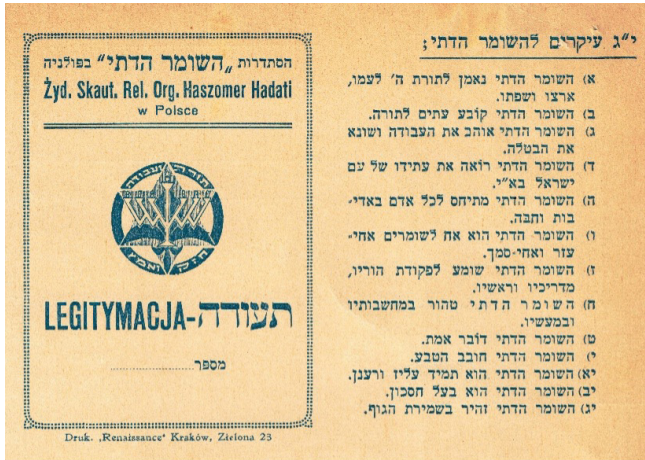 י״ג עיקרים להשומר הדתי;
א) השומר הדתי נאמן לתורת ה׳ לעמו,
ארצו ושפתו.
ב) השומר הדתי קובע עתים לתורה.
ג) השומר הדתי אוהב את העבודה ושונא
את הבטלה.
ד) השומר הדתי רואה את עתידו של עם
ישראל בא״י.
ה) השומר הדתי מתיחס לכל אדם באדי-
בות וחבה.
ו) השומר הדתי הוא אח לשומרים אחי-
עזר ואחי-סמך.
ז) השומר הדתי שומע לפקודת הוריו,
מדריכיו וראשיו.
ח) השומר הדתי טהור במחשבותיו
ובמעשיו.
ט) השומר הדתי דובר אמת.
י) השומר הדתי חובב הטבע.
יא) השומר הדתי הוא תמיד עליז ורענן.
יב) השומר הדתי הוא בעל חסכון.
יג) השומר הדתי זהיר בשמירת הגוף.
הסתדרות „השומר הדתי" בפולניה
Żyd. Skaut. Rel. Org. Haszomer Hadati
w Polsce
תורה ועבודה
חזק ואמץ
LEGITYMACJA-תעודה
מספר
Druk. „Renaissance" Kraków, Zielona 23